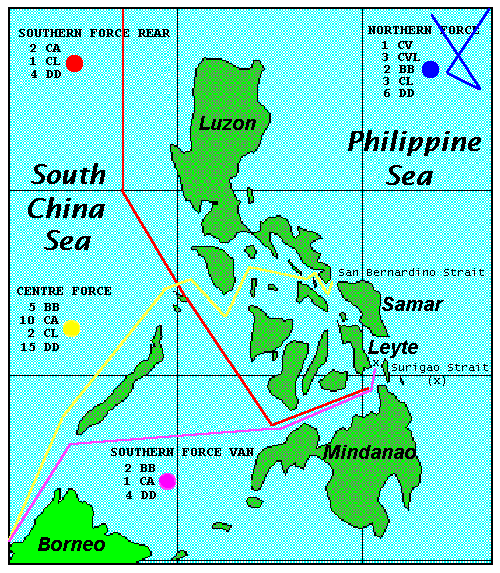 SOUTHERN FORCE REAR
2 CA
1 CL
4 DD
NORTHERN FORCE
1 CV
3 CVL
2 BB
3 CL
6 DD
Luzon
Philippine
Sea
South
China
Sea
San Bernardino Strait
CENTRE FORCE
5 BB
10 CA
2 CL
15 DD
Samar
Leyte
X
Surigao Strait
(X)
SOUTHERN FORCE VAN
2 BB
1 CA
4 DD
Mindanao
Borneo